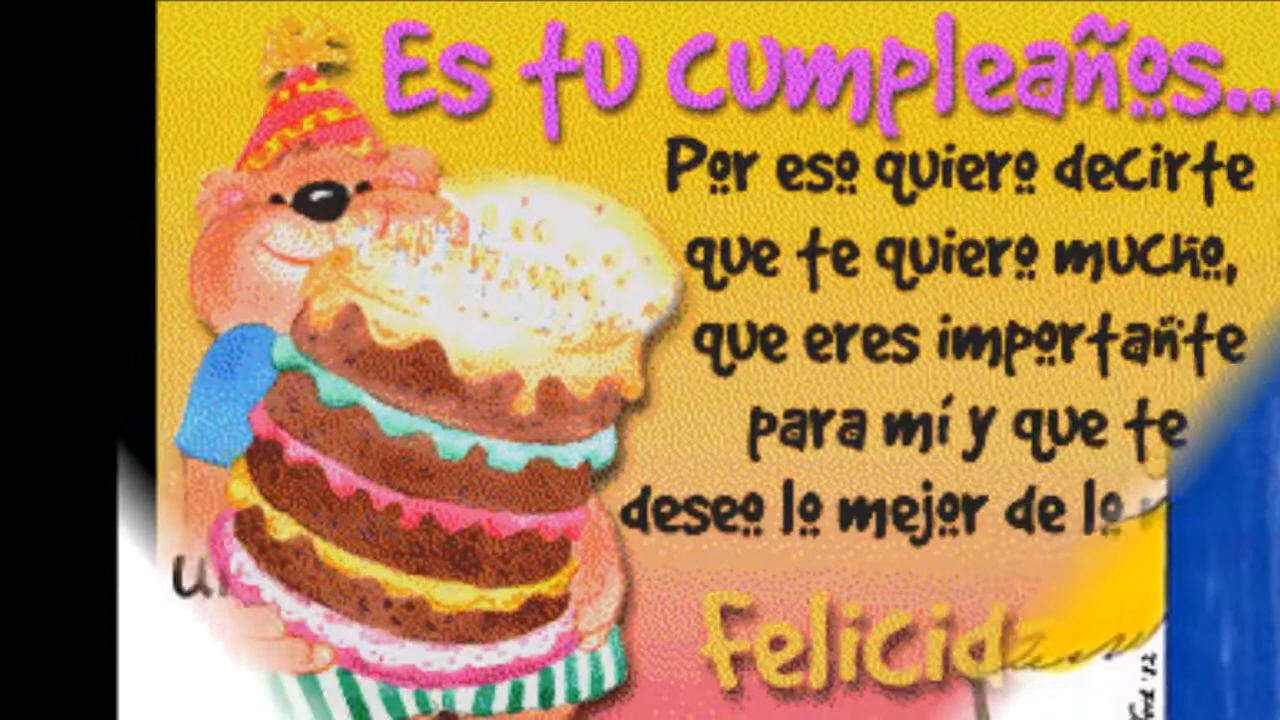 Es tu cumpleaños...
Por eso quiero decirte
que te quiero mucho,
que eres importante
para mí y que te
deseo lo mejor de lo
Felicid